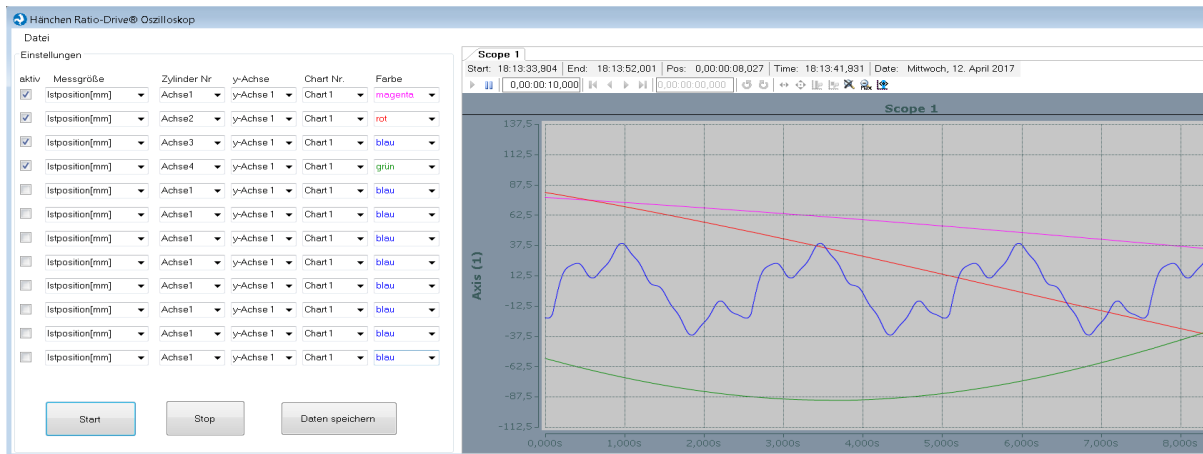 Hänchen Ratio-Drive® Oszilloskop
Datei
Einstellungen
aktiv Messgröße Zylinder Nr y-Achse Chart Nr. Farbe
Istposition[mm] Achse1 y-Achse 1 Chart 1 magenta
Istposition[mm] Achse2 y-Achse 1 Chart 1 rot
Istposition[mm] Achse3 y-Achse 1 Chart 1 blau
Istposition[mm] Achse4 y-Achse 1 Chart 1 grün
Istposition[mm] Achse1 y-Achse 1 Chart 1 blau
Istposition[mm] Achse1 y-Achse 1 Chart 1 blau
Istposition[mm] Achse1 y-Achse 1 Chart 1 blau
Istposition[mm] Achse1 y-Achse 1 Chart 1 blau
Istposition[mm] Achse1 y-Achse 1 Chart 1 blau
Istposition[mm] Achse1 y-Achse 1 Chart 1 blau
Istposition[mm] Achse1 y-Achse 1 Chart 1 blau
Istposition[mm] Achse1 y-Achse 1 Chart 1 blau
Start Stop Daten speichern
Scope 1
Start: 18:13:33,904 End: 18:13:52,001 Pos: 0,00:00:08,027 Time: 18:13:41,931 Date: Mittwoch, 12. April 2017
0,00:00:10,000 0,00:00:00,000
Scope 1
Axis (1)
137,5
112,5
87,5
62,5
37,5
12,5
-12,5
-37,5
-62,5
-87,5
-112,5
0,000s 1,000s 2,000s 3,000s 4,000s 5,000s 6,000s 7,000s 8,000s